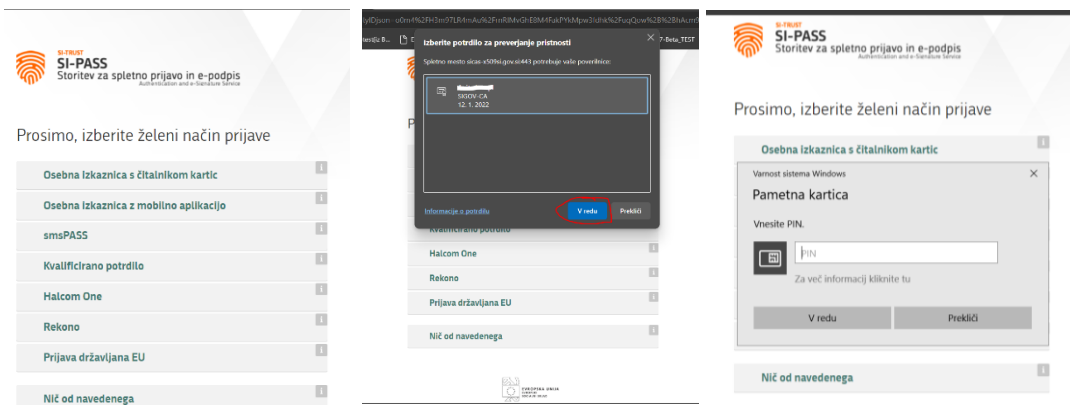 SI-TRUST
SI-PASS
Storitev za spletno prijavo in e-podpis
Authentication and e-Signature Service
Prosimo, izberite želeni način prijave
Osebna izkaznica s čitalnikom kartic
Osebna izkaznica z mobilno aplikacijo
smsPASS
Kvalificirano potrdilo
Halcom One
Rekono
Prijava državljana EU
Nič od navedenega
7-Beta_TEST
Izberite potrdilo za preverjanje pristnosti
Spletno mesto sicas-x509.si.gov.si:443 potrebuje vaše poverilnice:
SIGOV-CA
12. 1. 2022
Informacije o potrdilu
V redu
Prekliči
Kvalificirano potrdilo
Halcom One
Rekono
Prijava državljana EU
Nič od navedenega
EVROPSKA UNIJA
SI-TRUST
SI-PASS
Storitev za spletno prijavo in e-podpis
Authentication and e-Signature Service
Prosimo, izberite želeni način prijave
Osebna izkaznica s čitalnikom kartic
Varnost sistema Windows
Pametna kartica
Vnesite PIN.
PIN
Za več informacij kliknite tu
V redu
Prekliči
Nič od navedenega